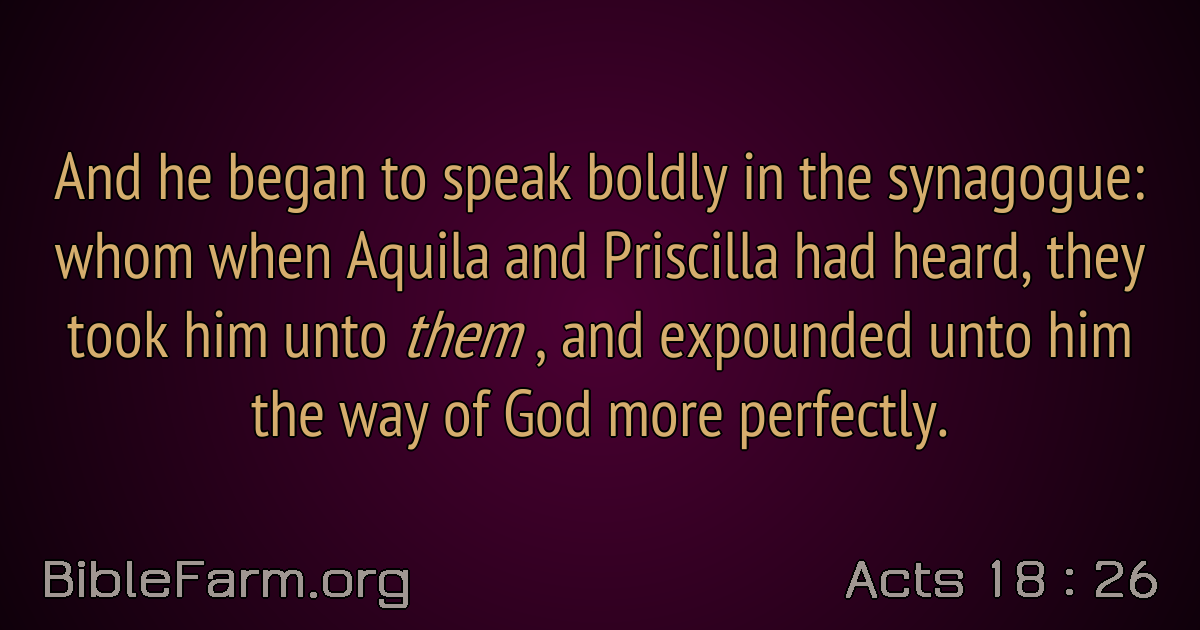 And he began to speak boldly in the synagogue:
whom when Aquila and Priscilla had heard, they
took him unto them , and expounded unto him
the way of God more perfectly.
BibleFarm.org
Acts 18 : 26